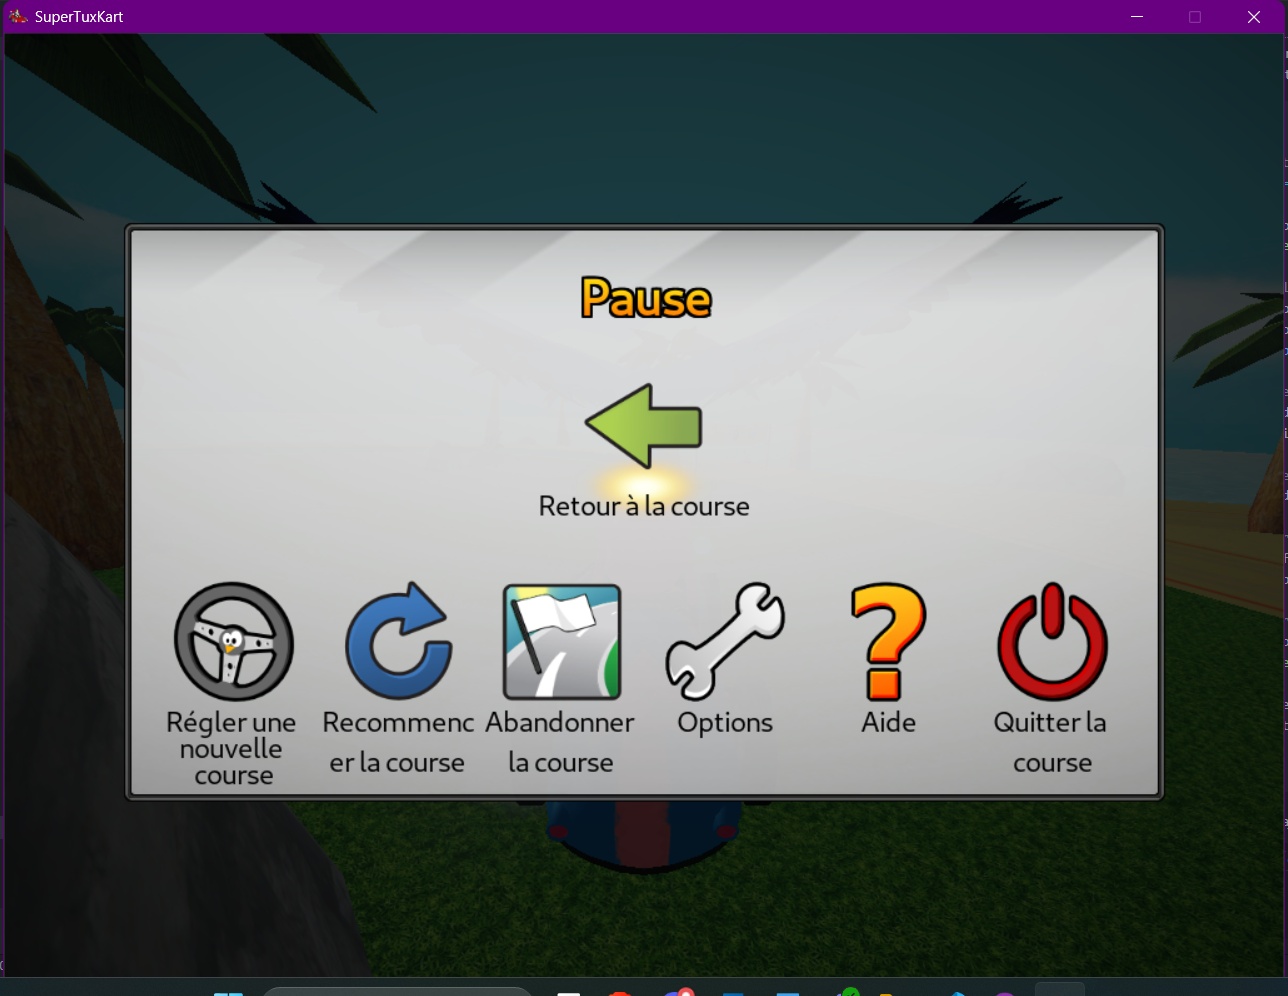 SuperTuxKart
Pause
Retour à la course
Régler une
nouvelle
course
Recommenc
er la course
Abandonner
la course
Options
Aide
Quitter la
course